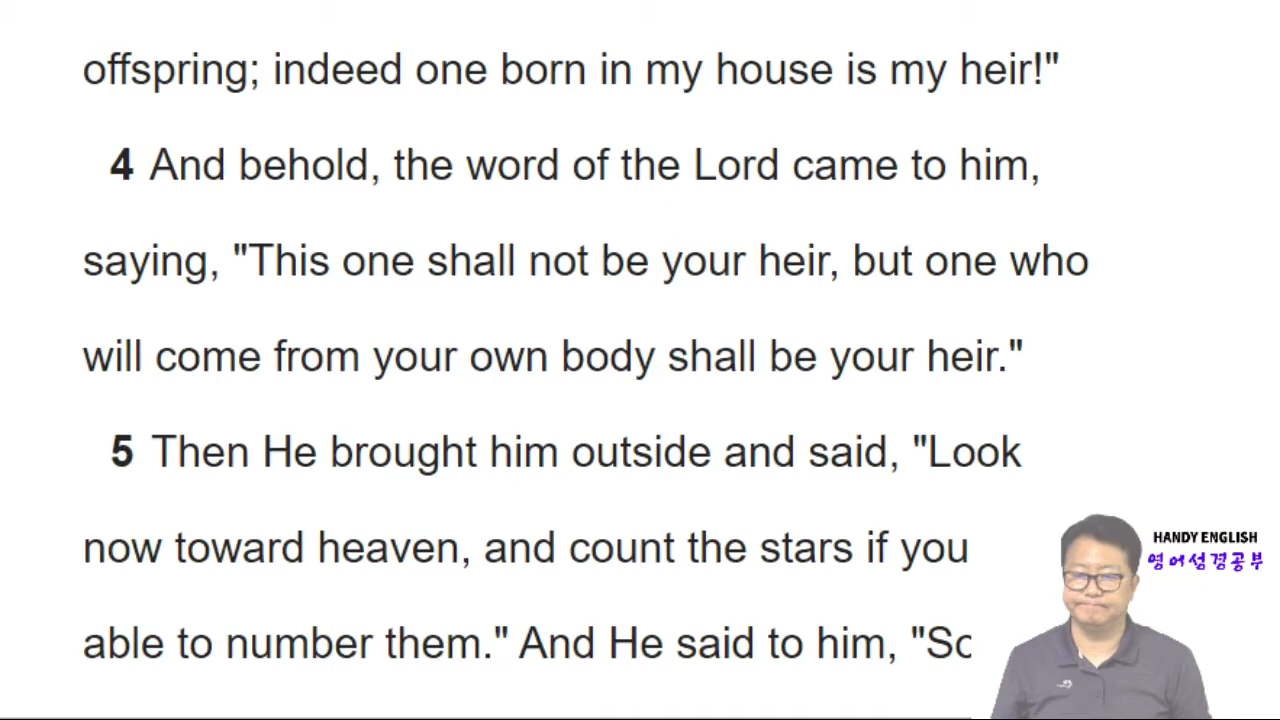 offspring; indeed one born in my house is my heir!"
4 And behold, the word of the Lord came to him,
saying, "This one shall not be your heir, but one who
will come from your own body shall be your heir."
5 Then He brought him outside and said, "Look
now toward heaven, and count the stars if you
able to number them." And He said to him, "So
HANDY ENGLISH
영어성경공부